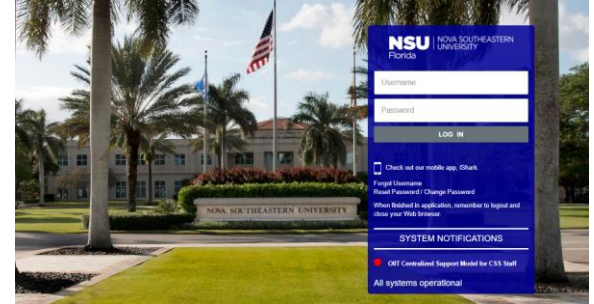 NSU
Florida
NOVA SOUTHEASTERN
UNIVERSITY
Username
Password
LOG IN
Check out our mobile app, iShark.
Forgot Username
Reset Password / Change Password
When finished in application, remember to logout and
close your Web browser.
NOVA SOUTHEASTERN UNIVERSITY
SYSTEM NOTIFICATIONS
OIIT Centralized Support Model for CSS Staff
All systems operational